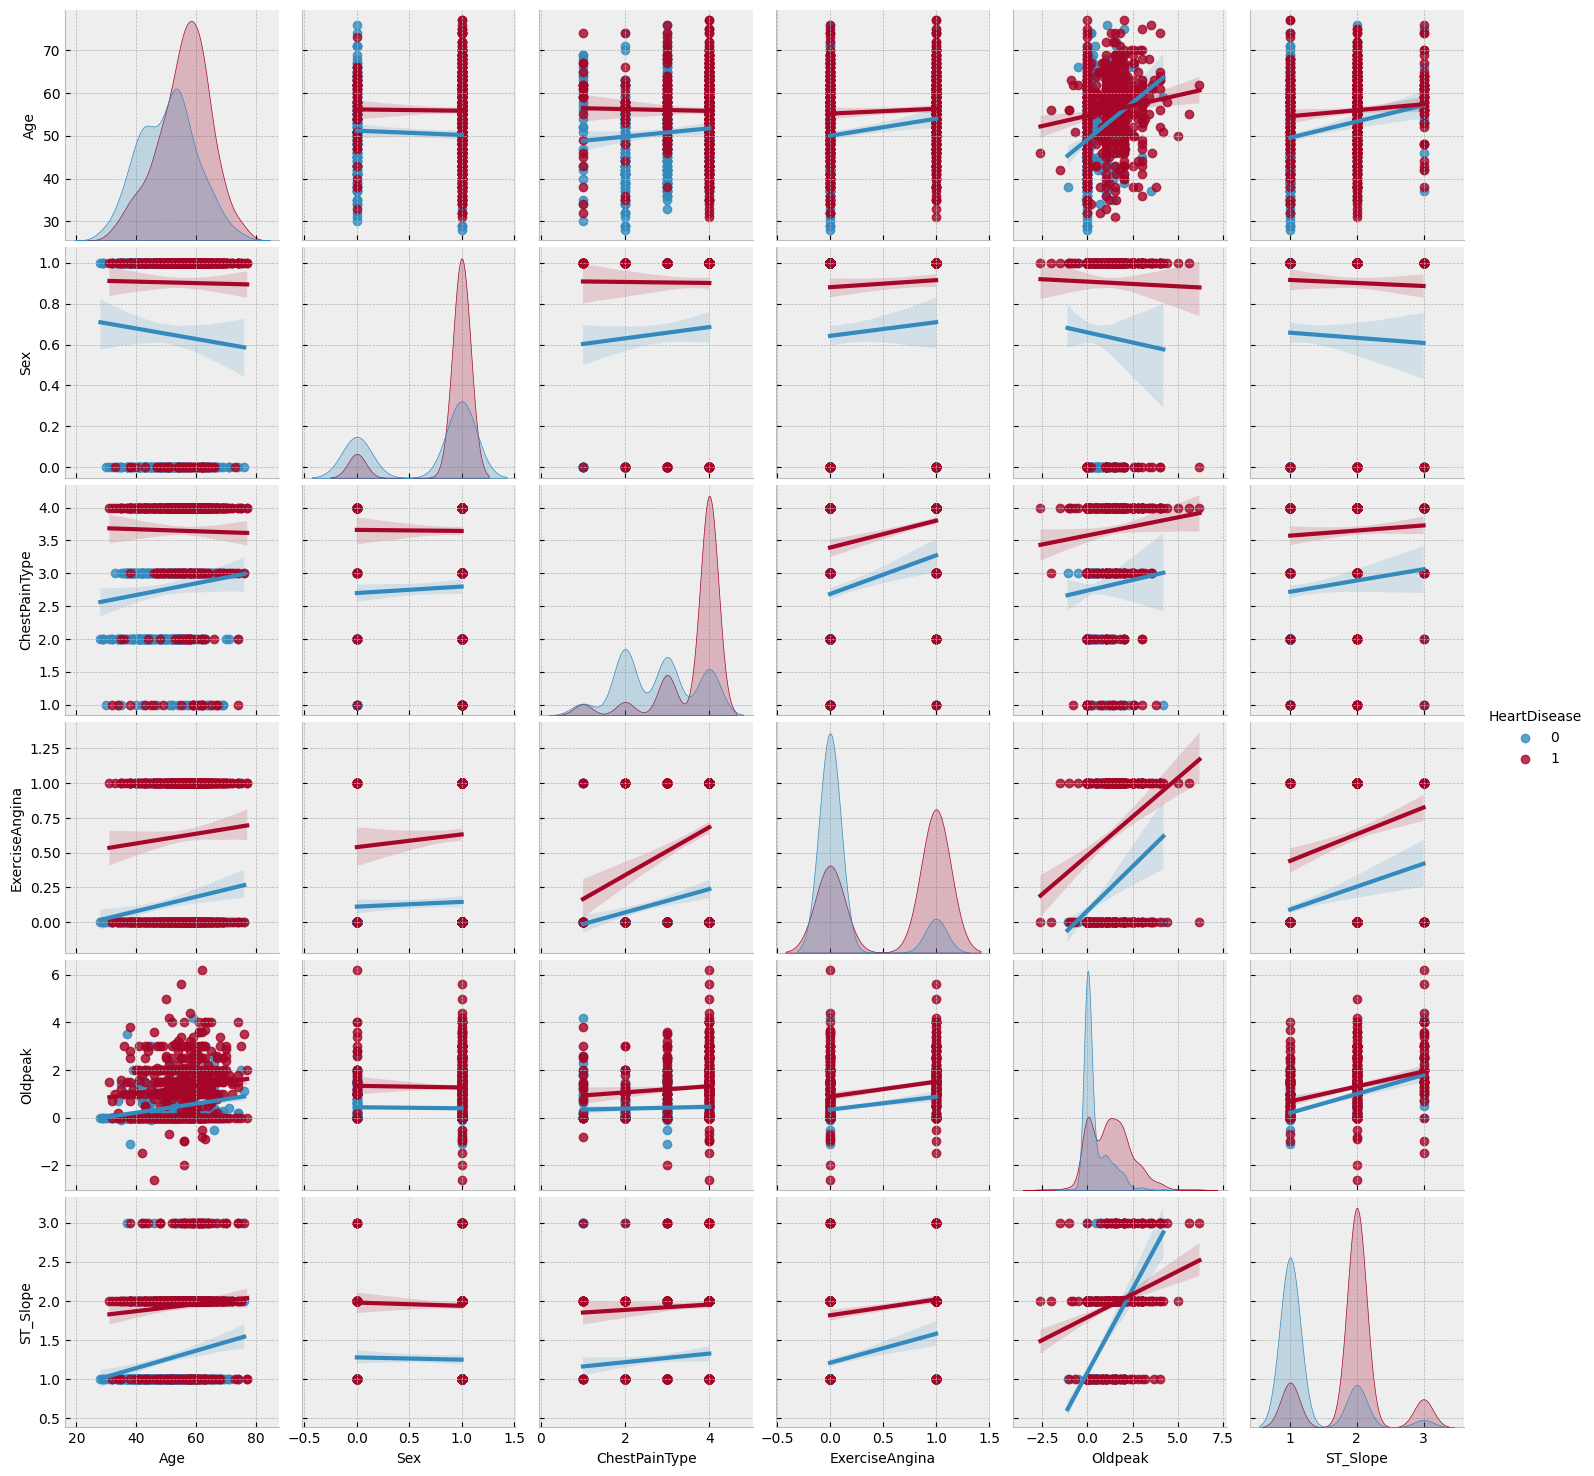 70
60
50
40
30
Age
1.0
0.8
0.6
0.4
0.2
0.0
Sex
4.0
3.5
3.0
2.5
2.0
1.5
1.0
ChestPainType
1.25
1.00
0.75
0.50
0.25
0.00
ExerciseAngina
HeartDisease
0
1
6
4
2
0
−2
Oldpeak
3.0
2.5
2.0
1.5
1.0
0.5
ST_Slope
20 40 60 80
−0.5 0.0 0.5 1.0 1.5
0 2 4
−0.5 0.0 0.5 1.0 1.5
−2.5 0.0 2.5 5.0 7.5
1 2 3
Age Sex ChestPainType ExerciseAngina Oldpeak ST_Slope